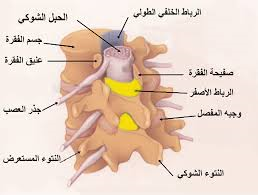 الرباط الخلفي الطولي
الحبل الشوكي
جسم الفقرة
عنيق الفقرة
صفيحة الفقرة
الرباط الأصفر
جذر العصب
وجيه المفصل
النتوء المستعرض
النتوء الشوكي